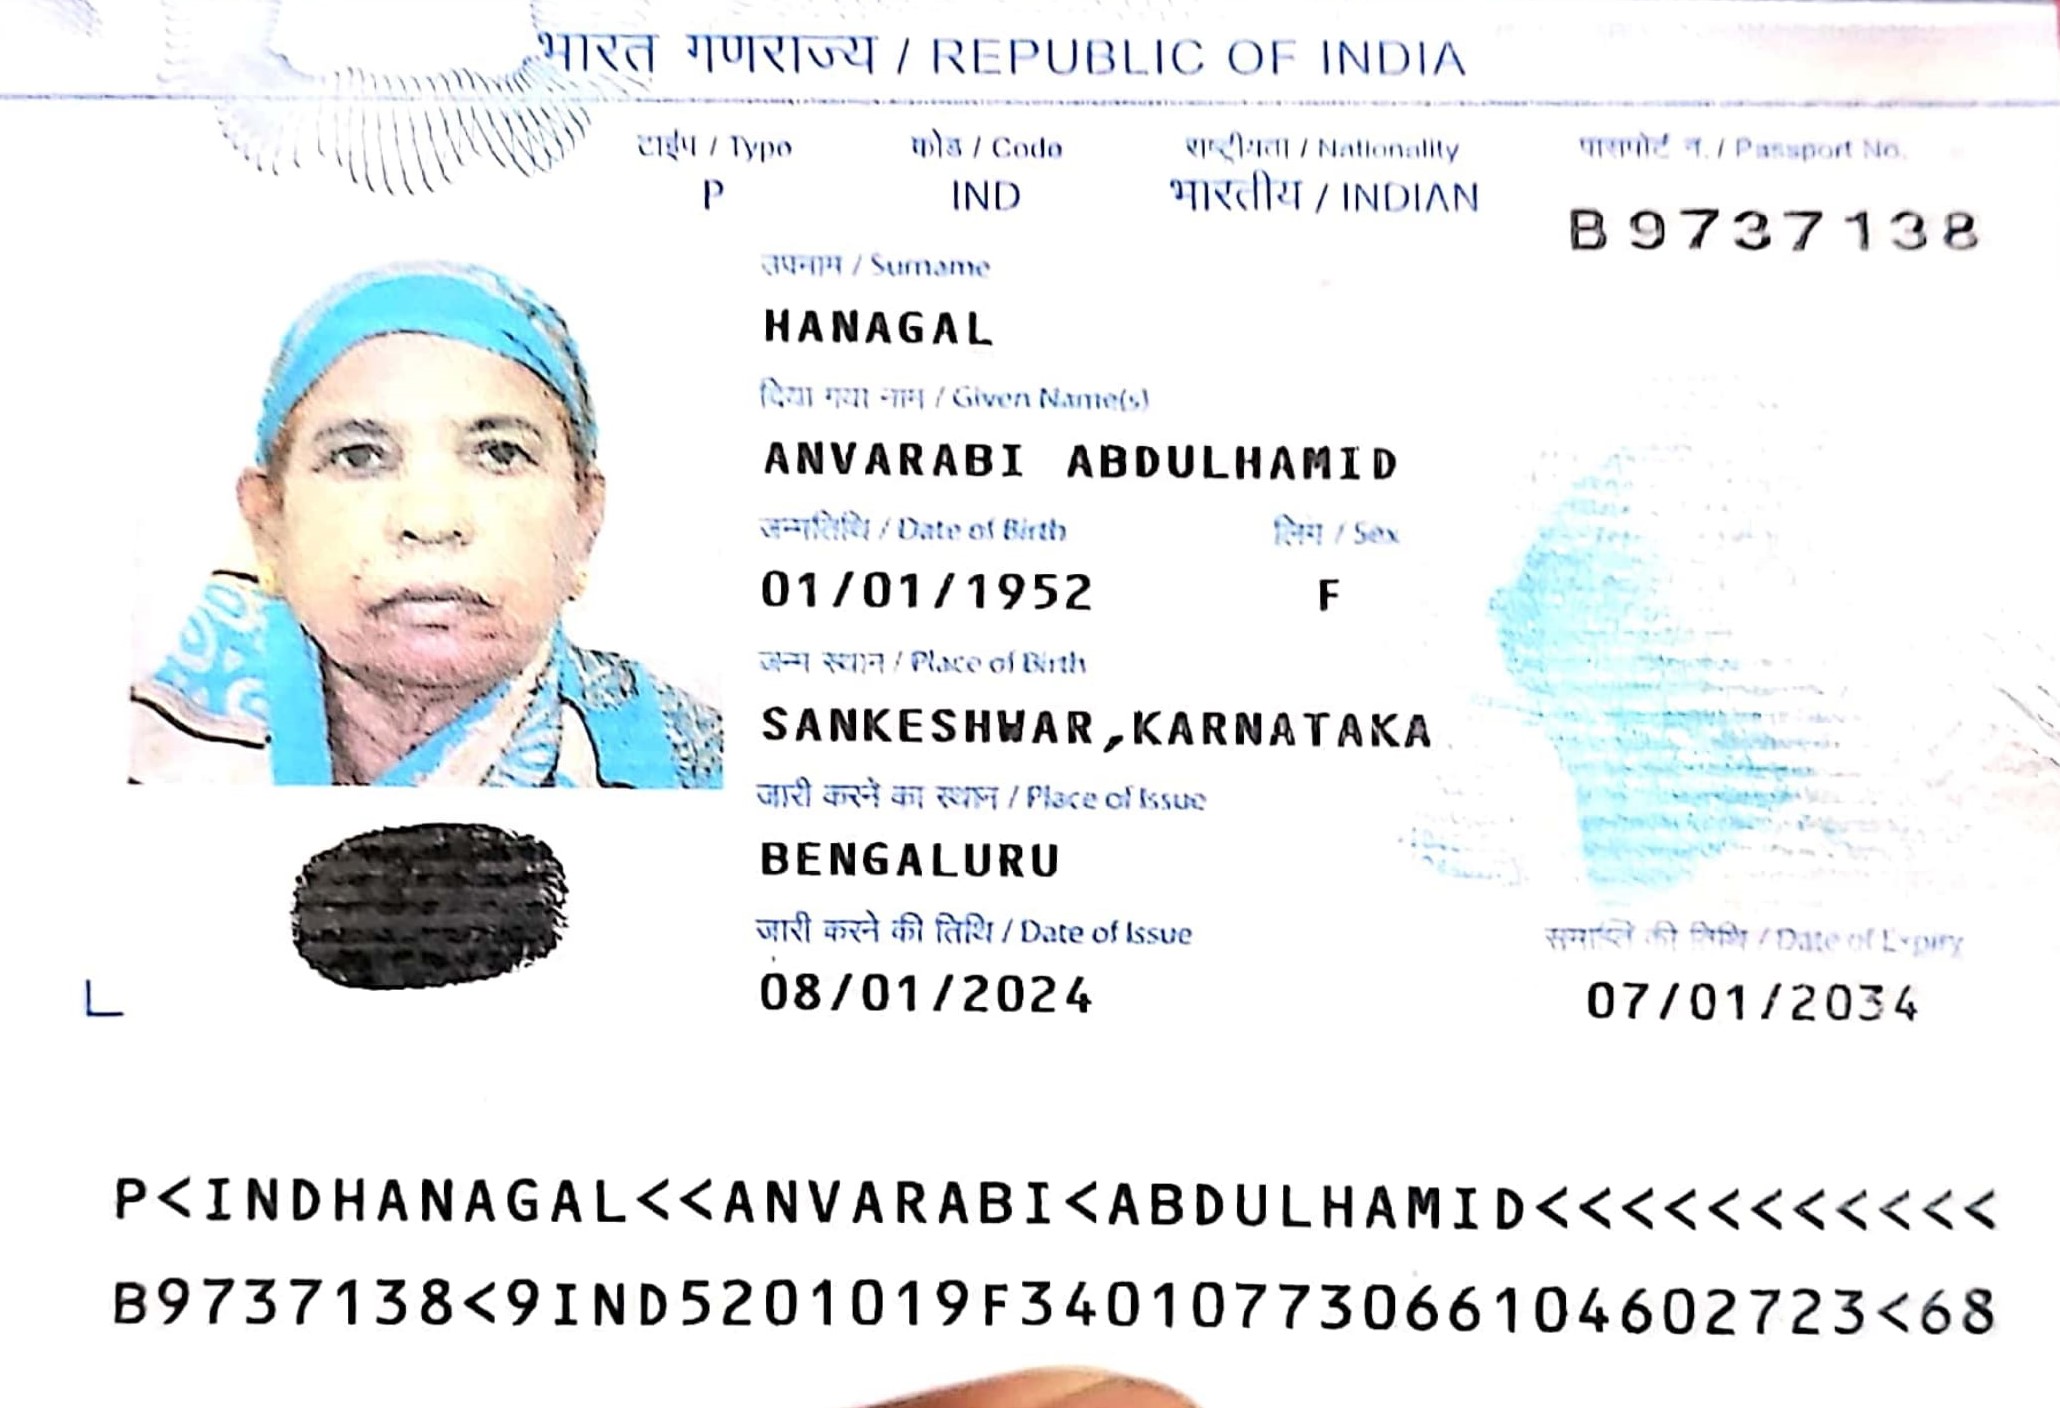 भारत गणराज्य / REPUBLIC OF INDIA
टाईप / Type
कोड / Code
राष्ट्रीयता / Nationality
पासपोर्ट न. / Passport No.
P
IND
भारतीय / INDIAN
B9737138
उपनाम / Surname
HANAGAL
दिया गया नाम / Given Name(s)
ANVARABI ABDULHAMID
जन्मतिथि / Date of Birth
लिंग / Sex
01/01/1952
F
जन्म स्थान / Place of Birth
SANKESHWAR,KARNATAKA
जारी करने का स्थान / Place of Issue
BENGALURU
जारी करने की तिथि / Date of Issue
समाप्ति की तिथि / Date of Expiry
08/01/2024
07/01/2034
P<INDHANAGAL<<ANVARABI<ABDULHAMID<<<<<<<<<<<
B9737138<9IND5201019F34010773066104602723<68